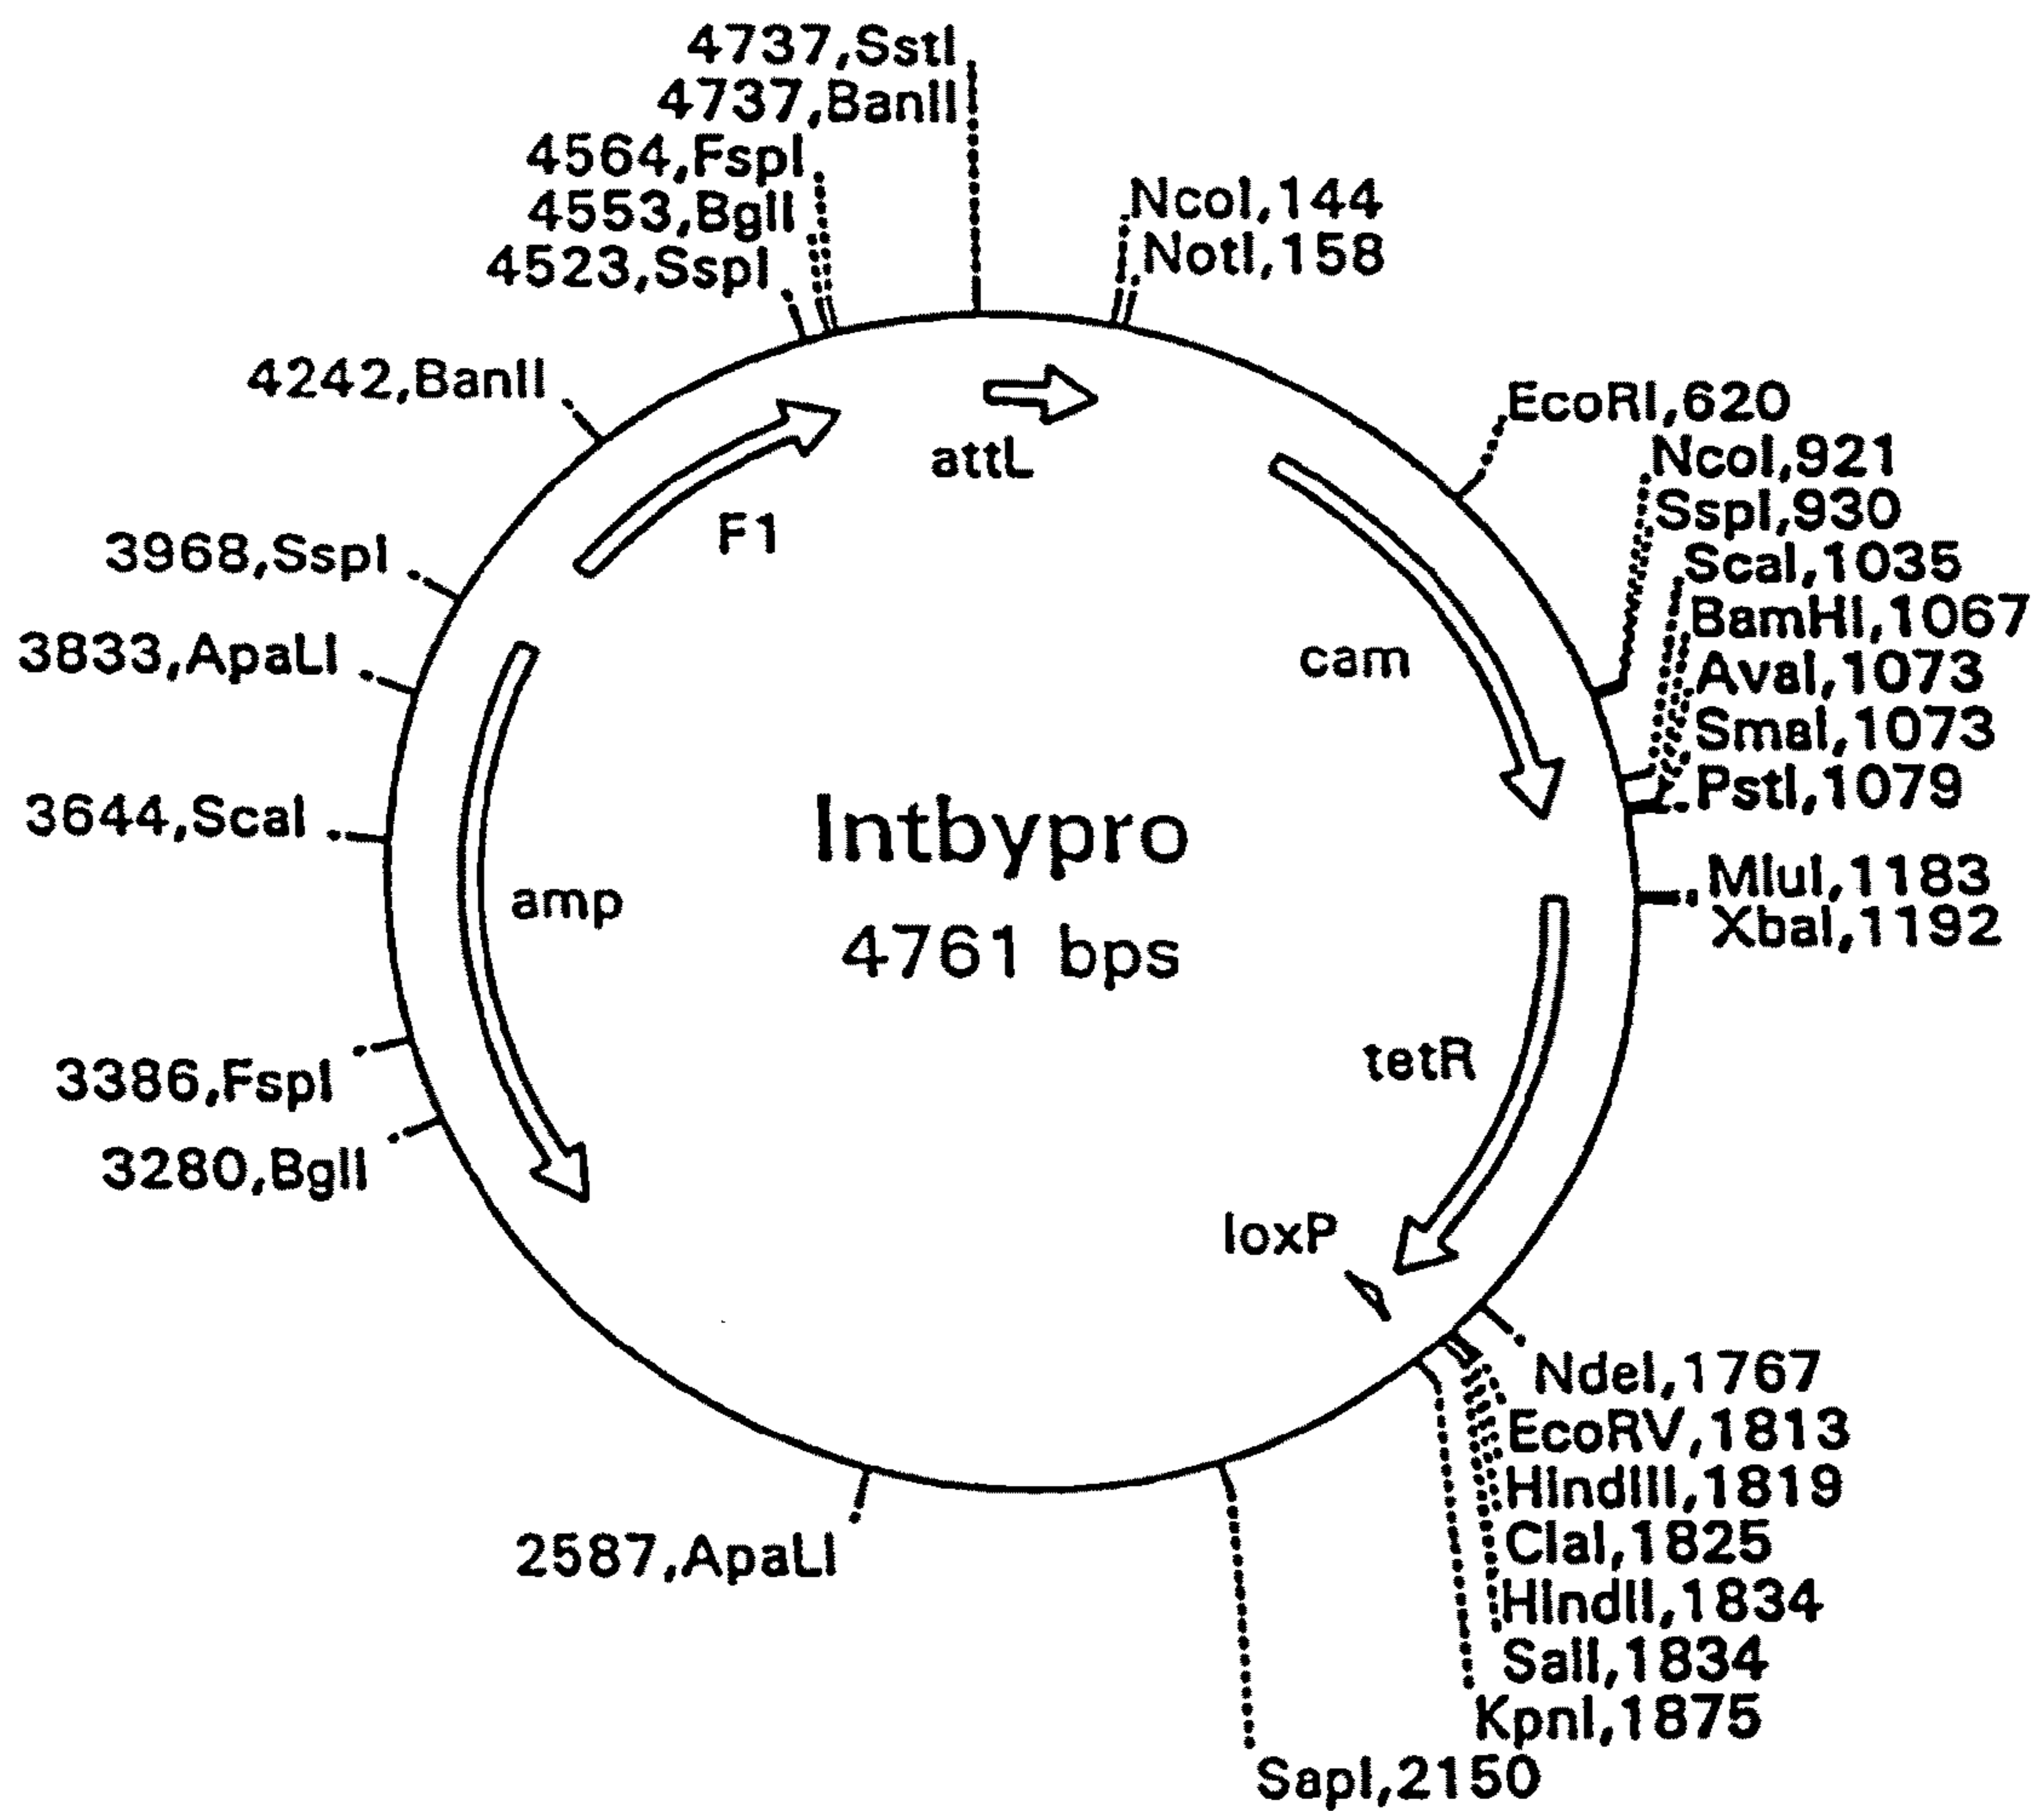 4737,SstI
4737,BanII
4564,FspI
4553,BglI
4523,SspI
4242,BanII
3968,SspI
3833,ApaLI
3644,ScaI
3386,FspI
3280,BglI
2587,ApaLI
NcoI,144
NotI,158
EcoRI,620
NcoI,921
SspI,930
ScaI,1035
BamHI,1067
AvaI,1073
SmaI,1073
PstI,1079
MluI,1183
XbaI,1192
NdeI,1767
EcoRV,1813
HindIII,1819
ClaI,1825
HindII,1834
SalI,1834
KpnI,1875
SapI,2150
attL
F1
cam
amp
Intbypro
4761 bps
tetR
loxP